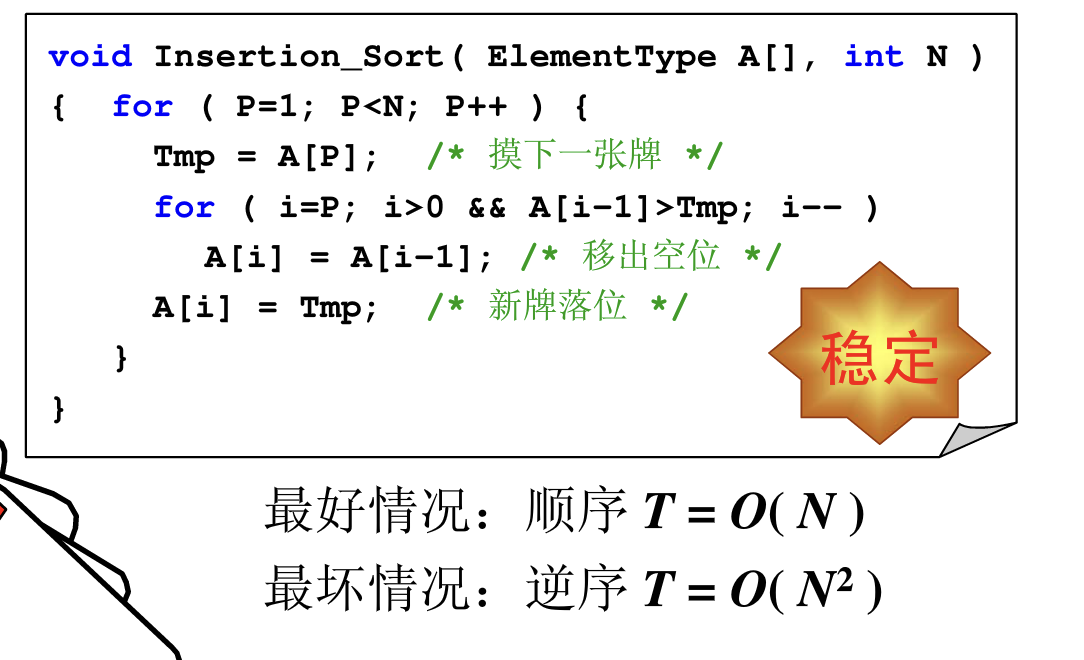 void Insertion_Sort( ElementType A[], int N )
{ for ( P=1; P<N; P++ ) {
Tmp = A[P]; /* 摸下一张牌 */
for ( i=P; i>0 && A[i-1]>Tmp; i-- )
A[i] = A[i-1]; /* 移出空位 */
A[i] = Tmp; /* 新牌落位 */
}
}
稳定
最好情况：顺序 T = O( N )
最坏情况：逆序 T = O( N² )